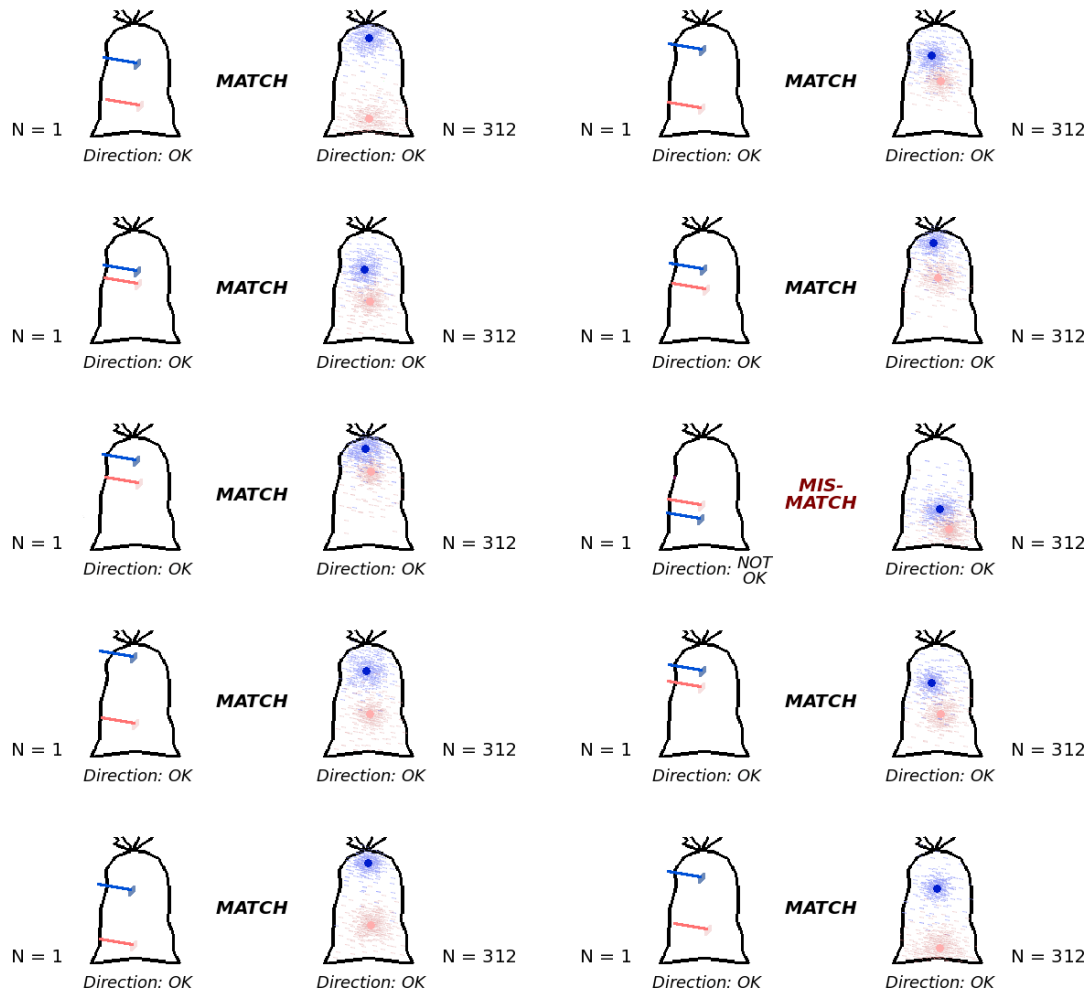 MATCH
N = 1
Direction: OK
Direction: OK
N = 312
MATCH
N = 1
Direction: OK
Direction: OK
N = 312
MATCH
N = 1
Direction: OK
Direction: OK
N = 312
MATCH
N = 1
Direction: OK
Direction: OK
N = 312
MATCH
N = 1
Direction: OK
Direction: OK
N = 312
MIS-
MATCH
N = 1
Direction: NOT
OK
Direction: OK
N = 312
MATCH
N = 1
Direction: OK
Direction: OK
N = 312
MATCH
N = 1
Direction: OK
Direction: OK
N = 312
MATCH
N = 1
Direction: OK
Direction: OK
N = 312
MATCH
N = 1
Direction: OK
Direction: OK
N = 312